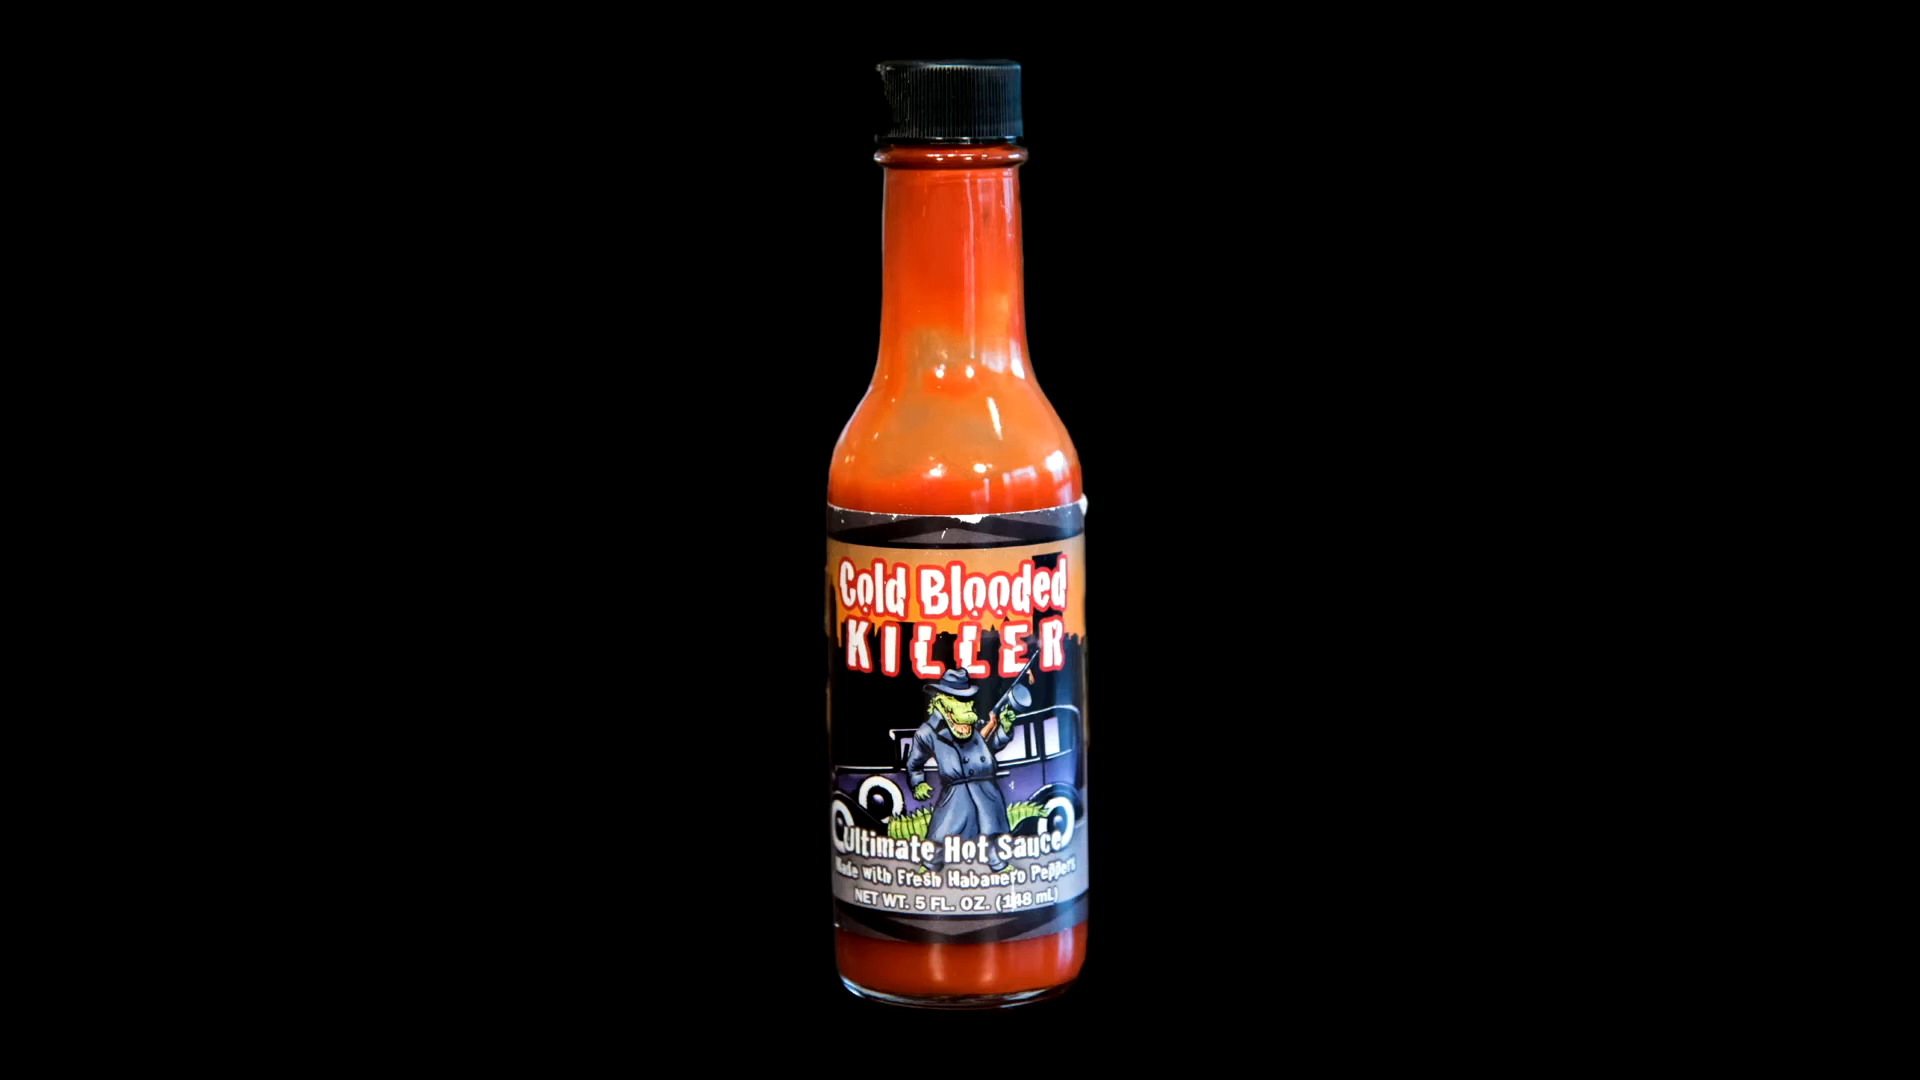 Cold Blooded
KILLER
Ultimate Hot Sauce
Made with Fresh Habanero Peppers
NET WT. 5 FL. OZ. (148 mL)